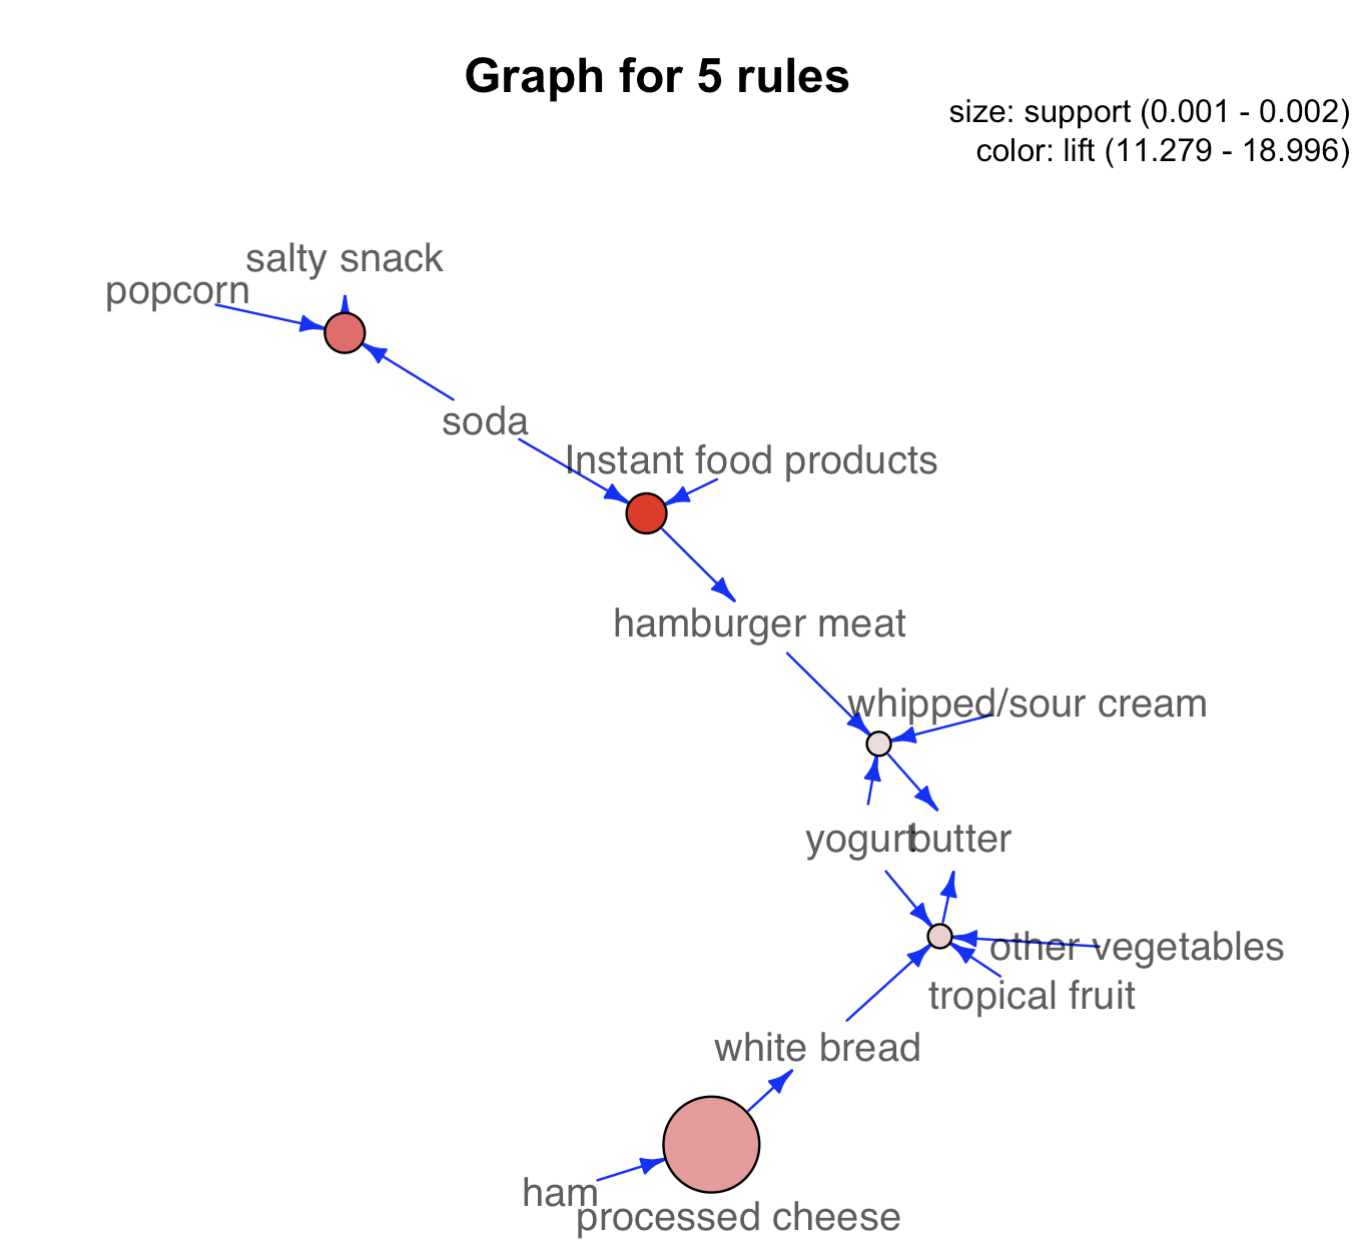 Graph for 5 rules
size: support (0.001 - 0.002)
color: lift (11.279 - 18.996)
salty snack
popcorn
soda
Instant food products
hamburger meat
whipped/sour cream
yogurt
butter
other vegetables
tropical fruit
white bread
ham
processed cheese